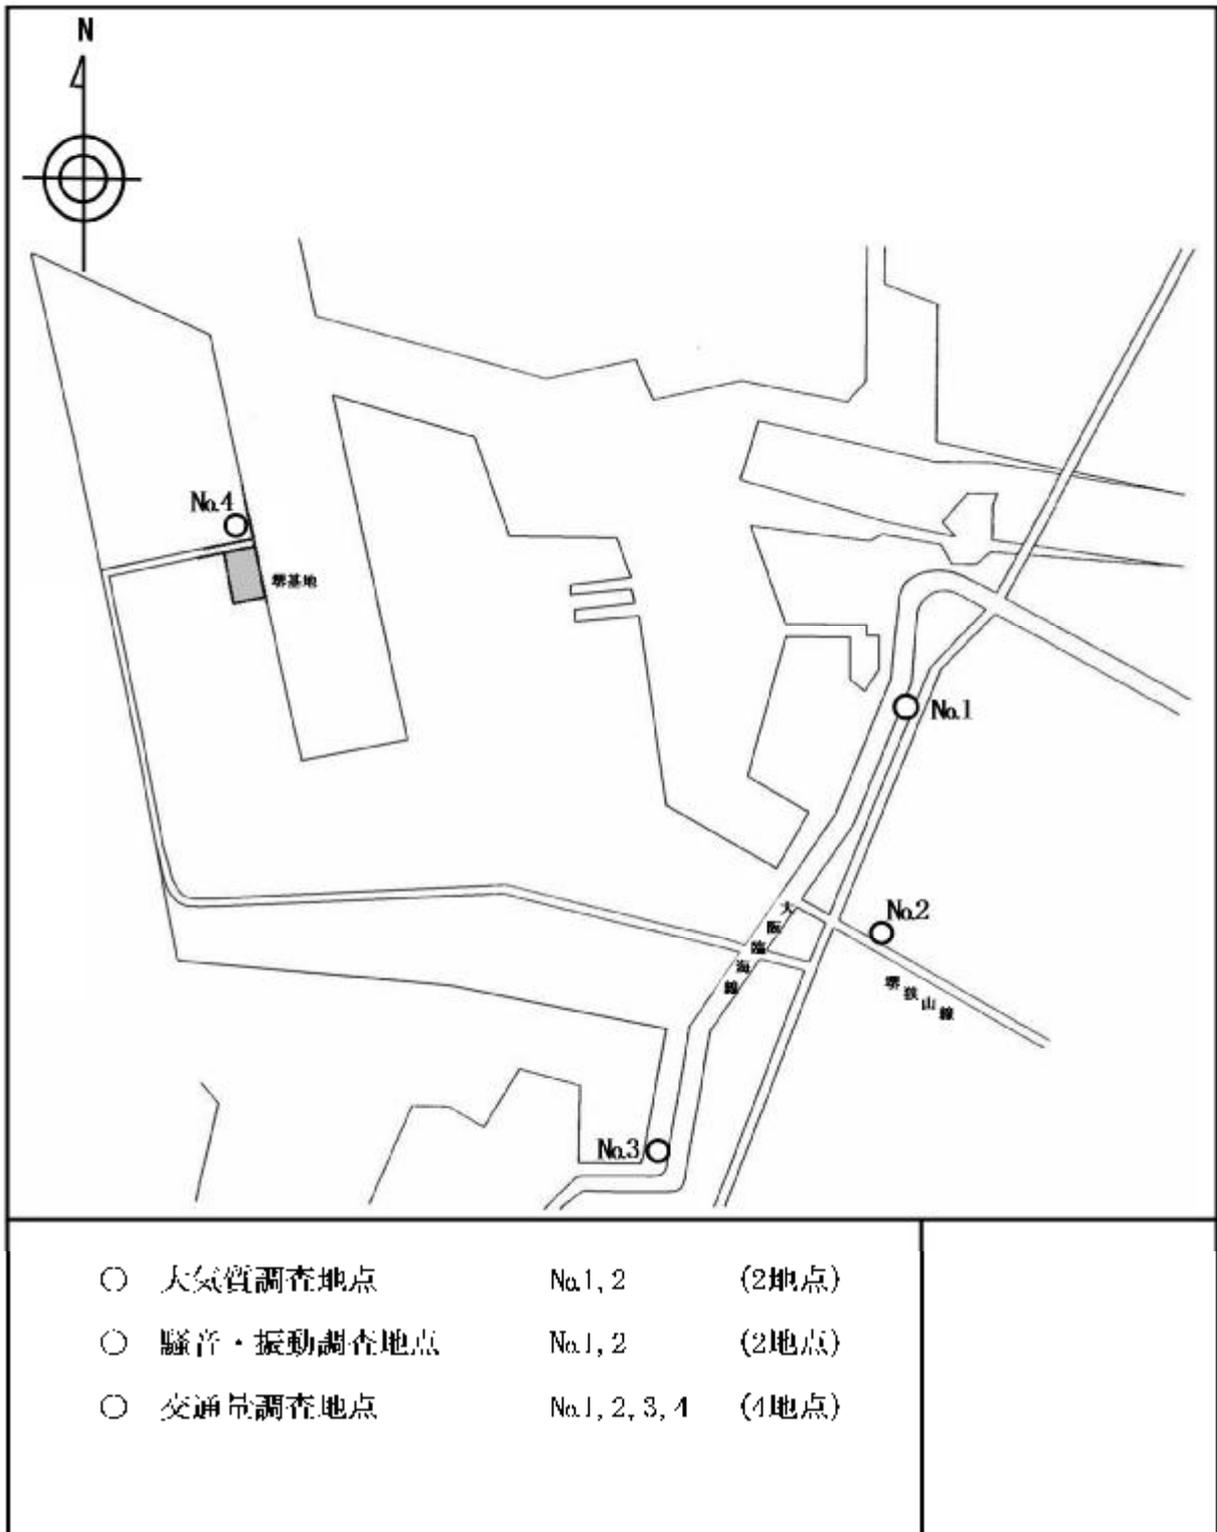 N
No.4
堺基地
No.1
No.2
大阪臨海線
堺狭山線
No.3
○ 大気質調査地点 No.1,2 (2地点)
○ 騒音・振動調査地点 No.1,2 (2地点)
○ 交通量調査地点 No.1,2,3,4 (4地点)